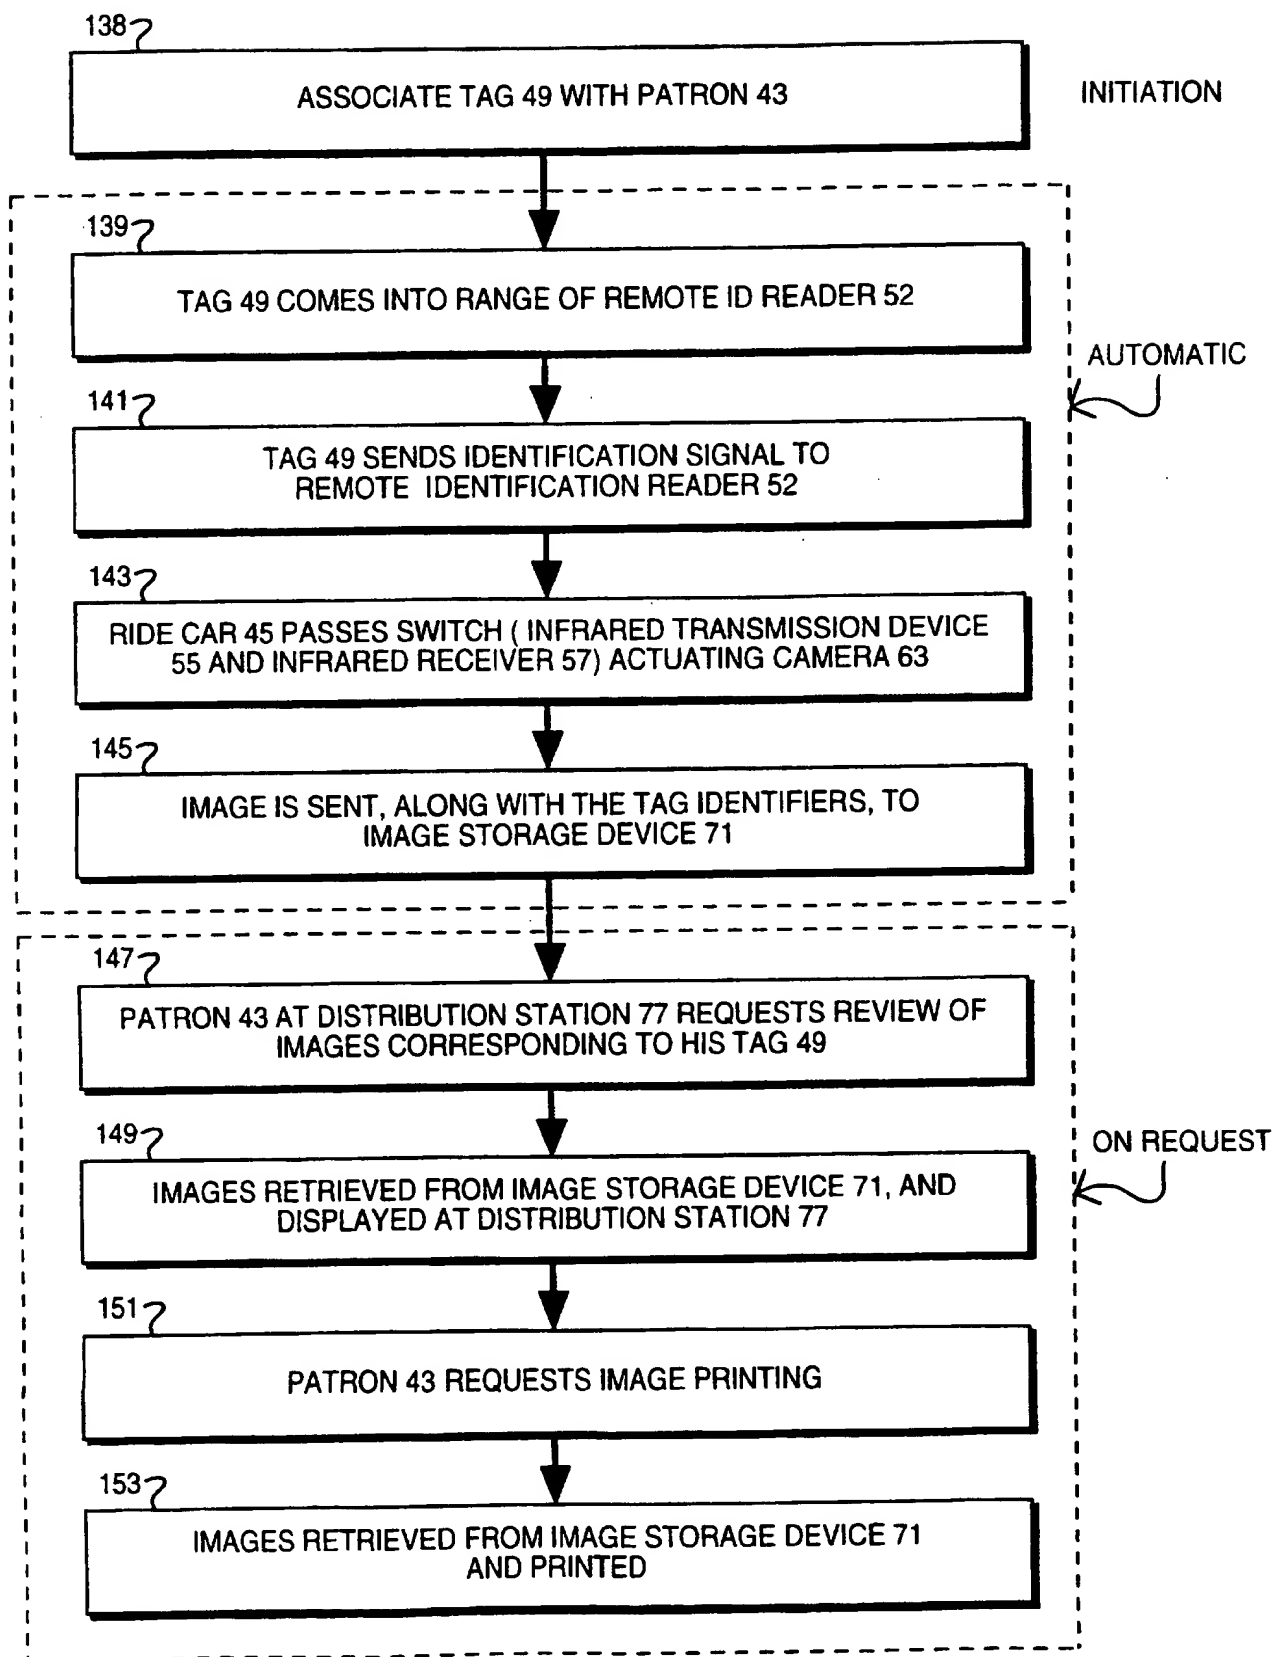 138
ASSOCIATE TAG 49 WITH PATRON 43
INITIATION
139
TAG 49 COMES INTO RANGE OF REMOTE ID READER 52
AUTOMATIC
141
TAG 49 SENDS IDENTIFICATION SIGNAL TO
REMOTE IDENTIFICATION READER 52
143
RIDE CAR 45 PASSES SWITCH ( INFRARED TRANSMISSION DEVICE
55 AND INFRARED RECEIVER 57) ACTUATING CAMERA 63
145
IMAGE IS SENT, ALONG WITH THE TAG IDENTIFIERS, TO
IMAGE STORAGE DEVICE 71
147
PATRON 43 AT DISTRIBUTION STATION 77 REQUESTS REVIEW OF
IMAGES CORRESPONDING TO HIS TAG 49
149
ON REQUEST
IMAGES RETRIEVED FROM IMAGE STORAGE DEVICE 71, AND
DISPLAYED AT DISTRIBUTION STATION 77
151
PATRON 43 REQUESTS IMAGE PRINTING
153
IMAGES RETRIEVED FROM IMAGE STORAGE DEVICE 71
AND PRINTED